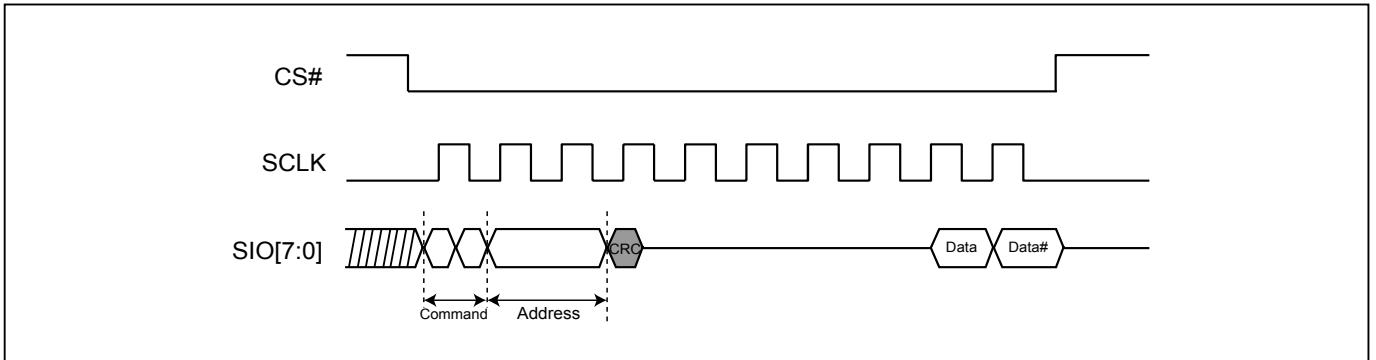 CS#
SCLK
SIO[7:0]
CRC
Data
Data#
Command
Address